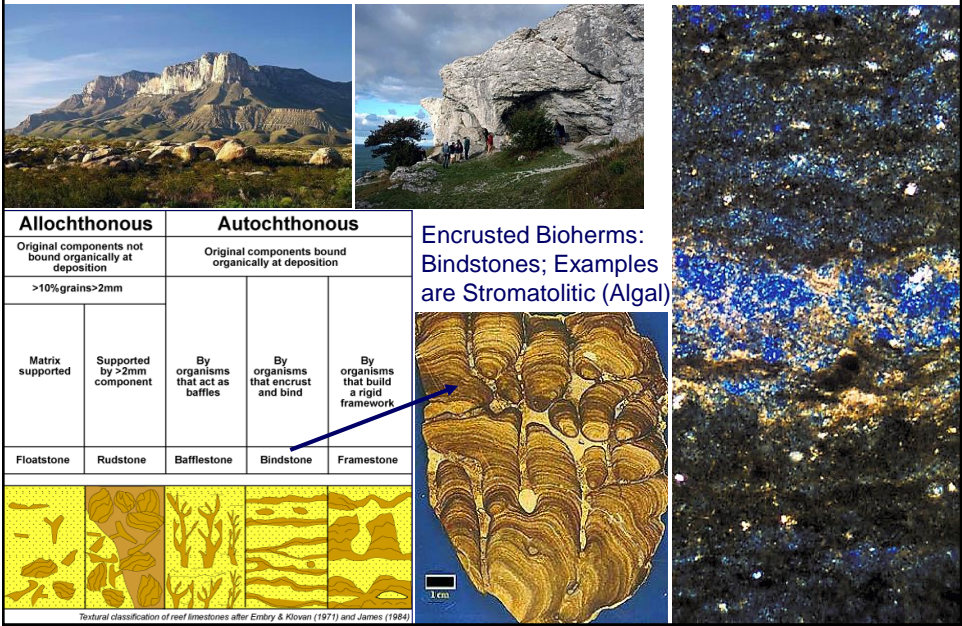 Allochthonous
Autochthonous
Original components not
bound organically at
deposition
Original components bound
organically at deposition
>10%grains>2mm
Matrix
supported
Supported
by >2mm
component
By
organisms
that act as
baffles
By
organisms
that encrust
and bind
By
organisms
that build
a rigid
framework
Floatstone
Rudstone
Bafflestone
Bindstone
Framestone
Textural classification of reef limestones after Embry & Klovan (1971) and James (1984)
Encrusted Bioherms:
Bindstones; Examples
are Stromatolitic (Algal)
1 cm